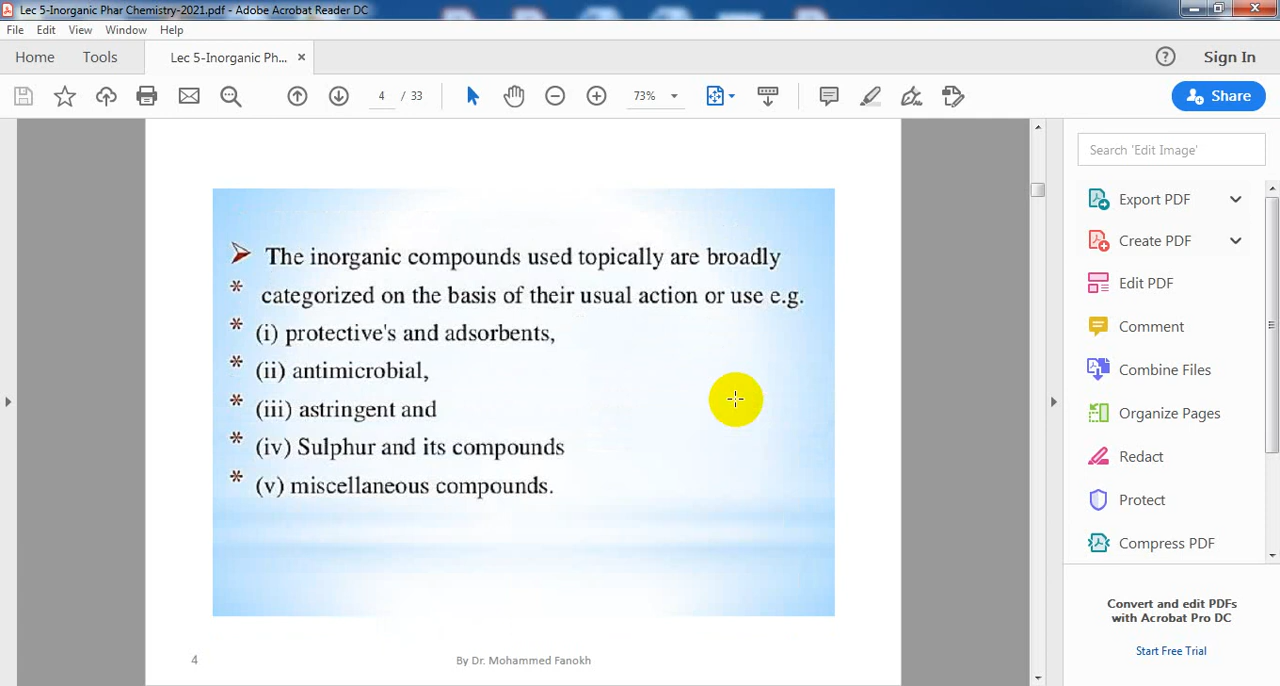 Lec 5-Inorganic Phar Chemistry-2021.pdf - Adobe Acrobat Reader DC
File Edit View Window Help
Home Tools Lec 5-Inorganic Ph... × Sign In
4 / 33 73% Share
Search 'Edit Image'
Export PDF
Create PDF
Edit PDF
Comment
Combine Files
Organize Pages
Redact
Protect
Compress PDF
Convert and edit PDFs
with Acrobat Pro DC
Start Free Trial
➢ The inorganic compounds used topically are broadly
* categorized on the basis of their usual action or use e.g.
* (i) protective's and adsorbents,
* (ii) antimicrobial,
* (iii) astringent and
* (iv) Sulphur and its compounds
* (v) miscellaneous compounds.
4 By Dr. Mohammed Fanokh